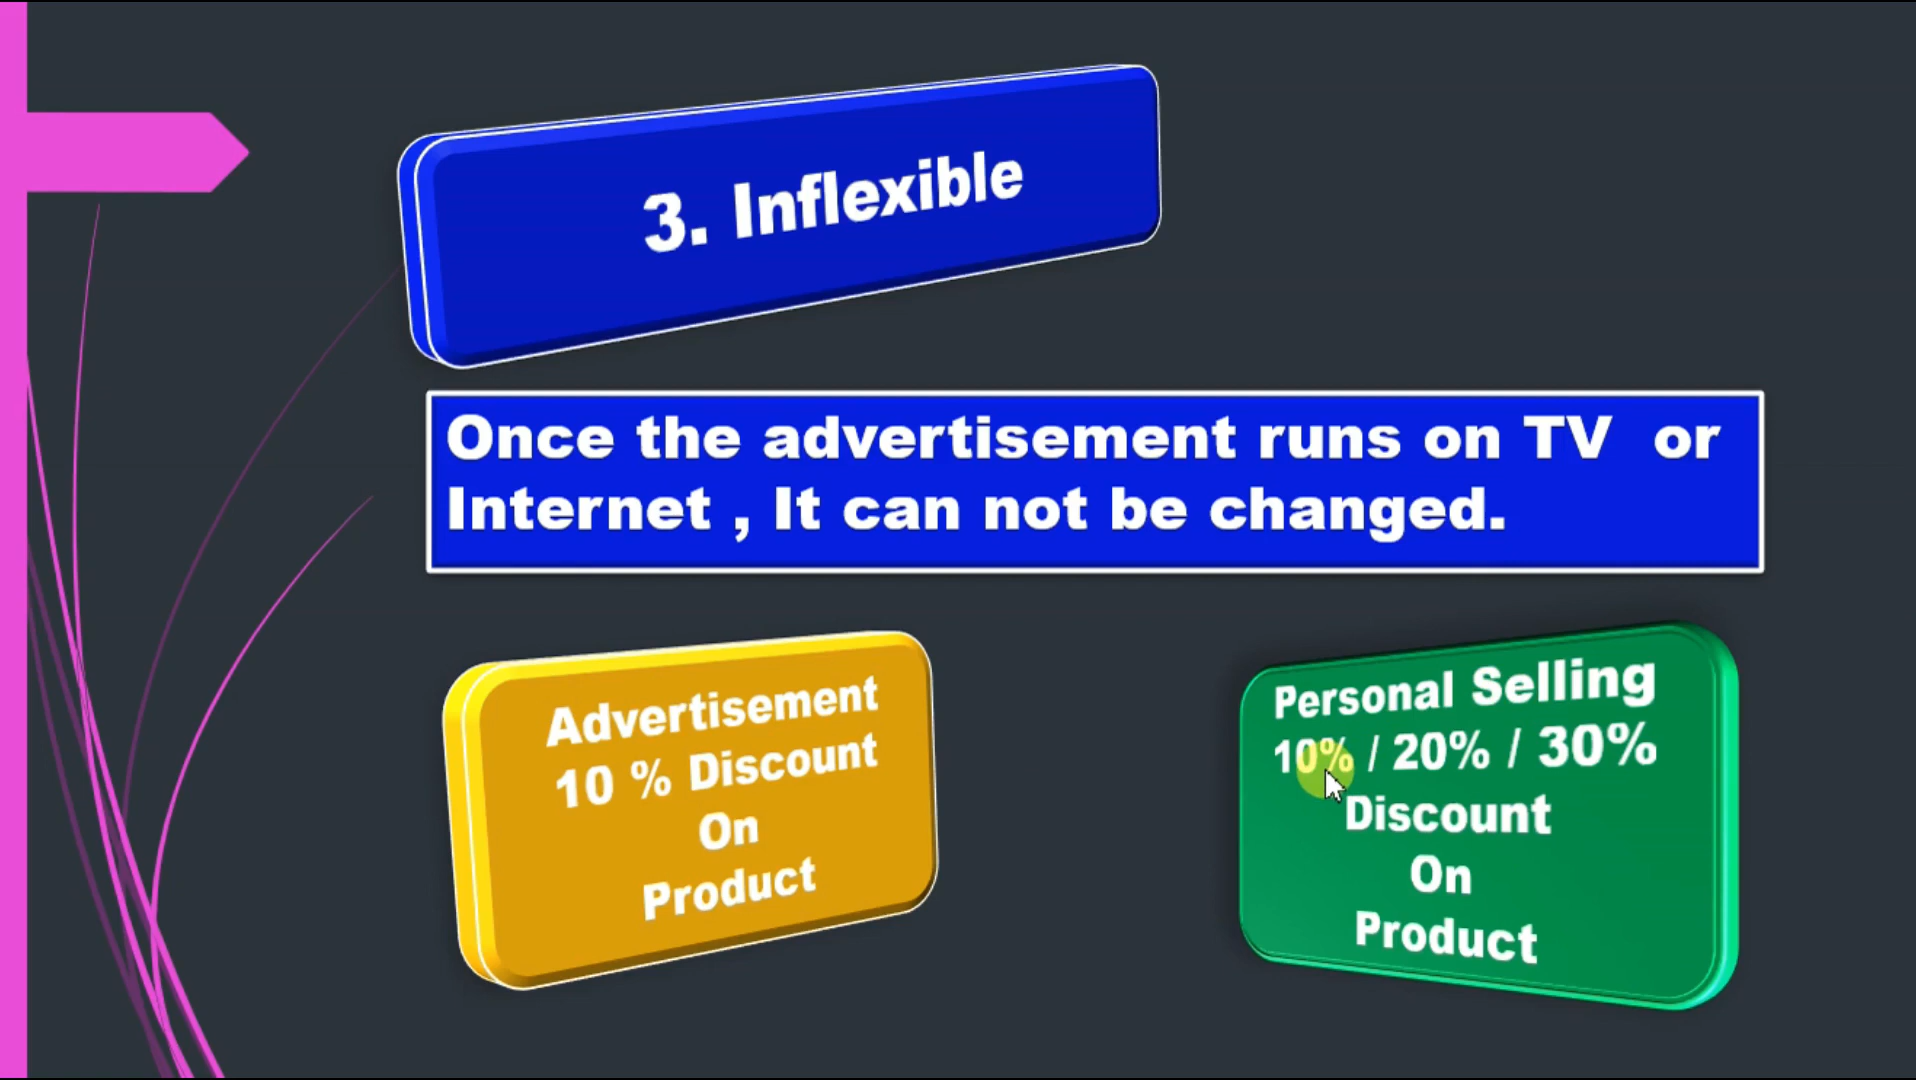 3. Inflexible
Once the advertisement runs on TV or
Internet , It can not be changed.
Advertisement
10 % Discount
On
Product
Personal Selling
10% / 20% / 30%
Discount
On
Product